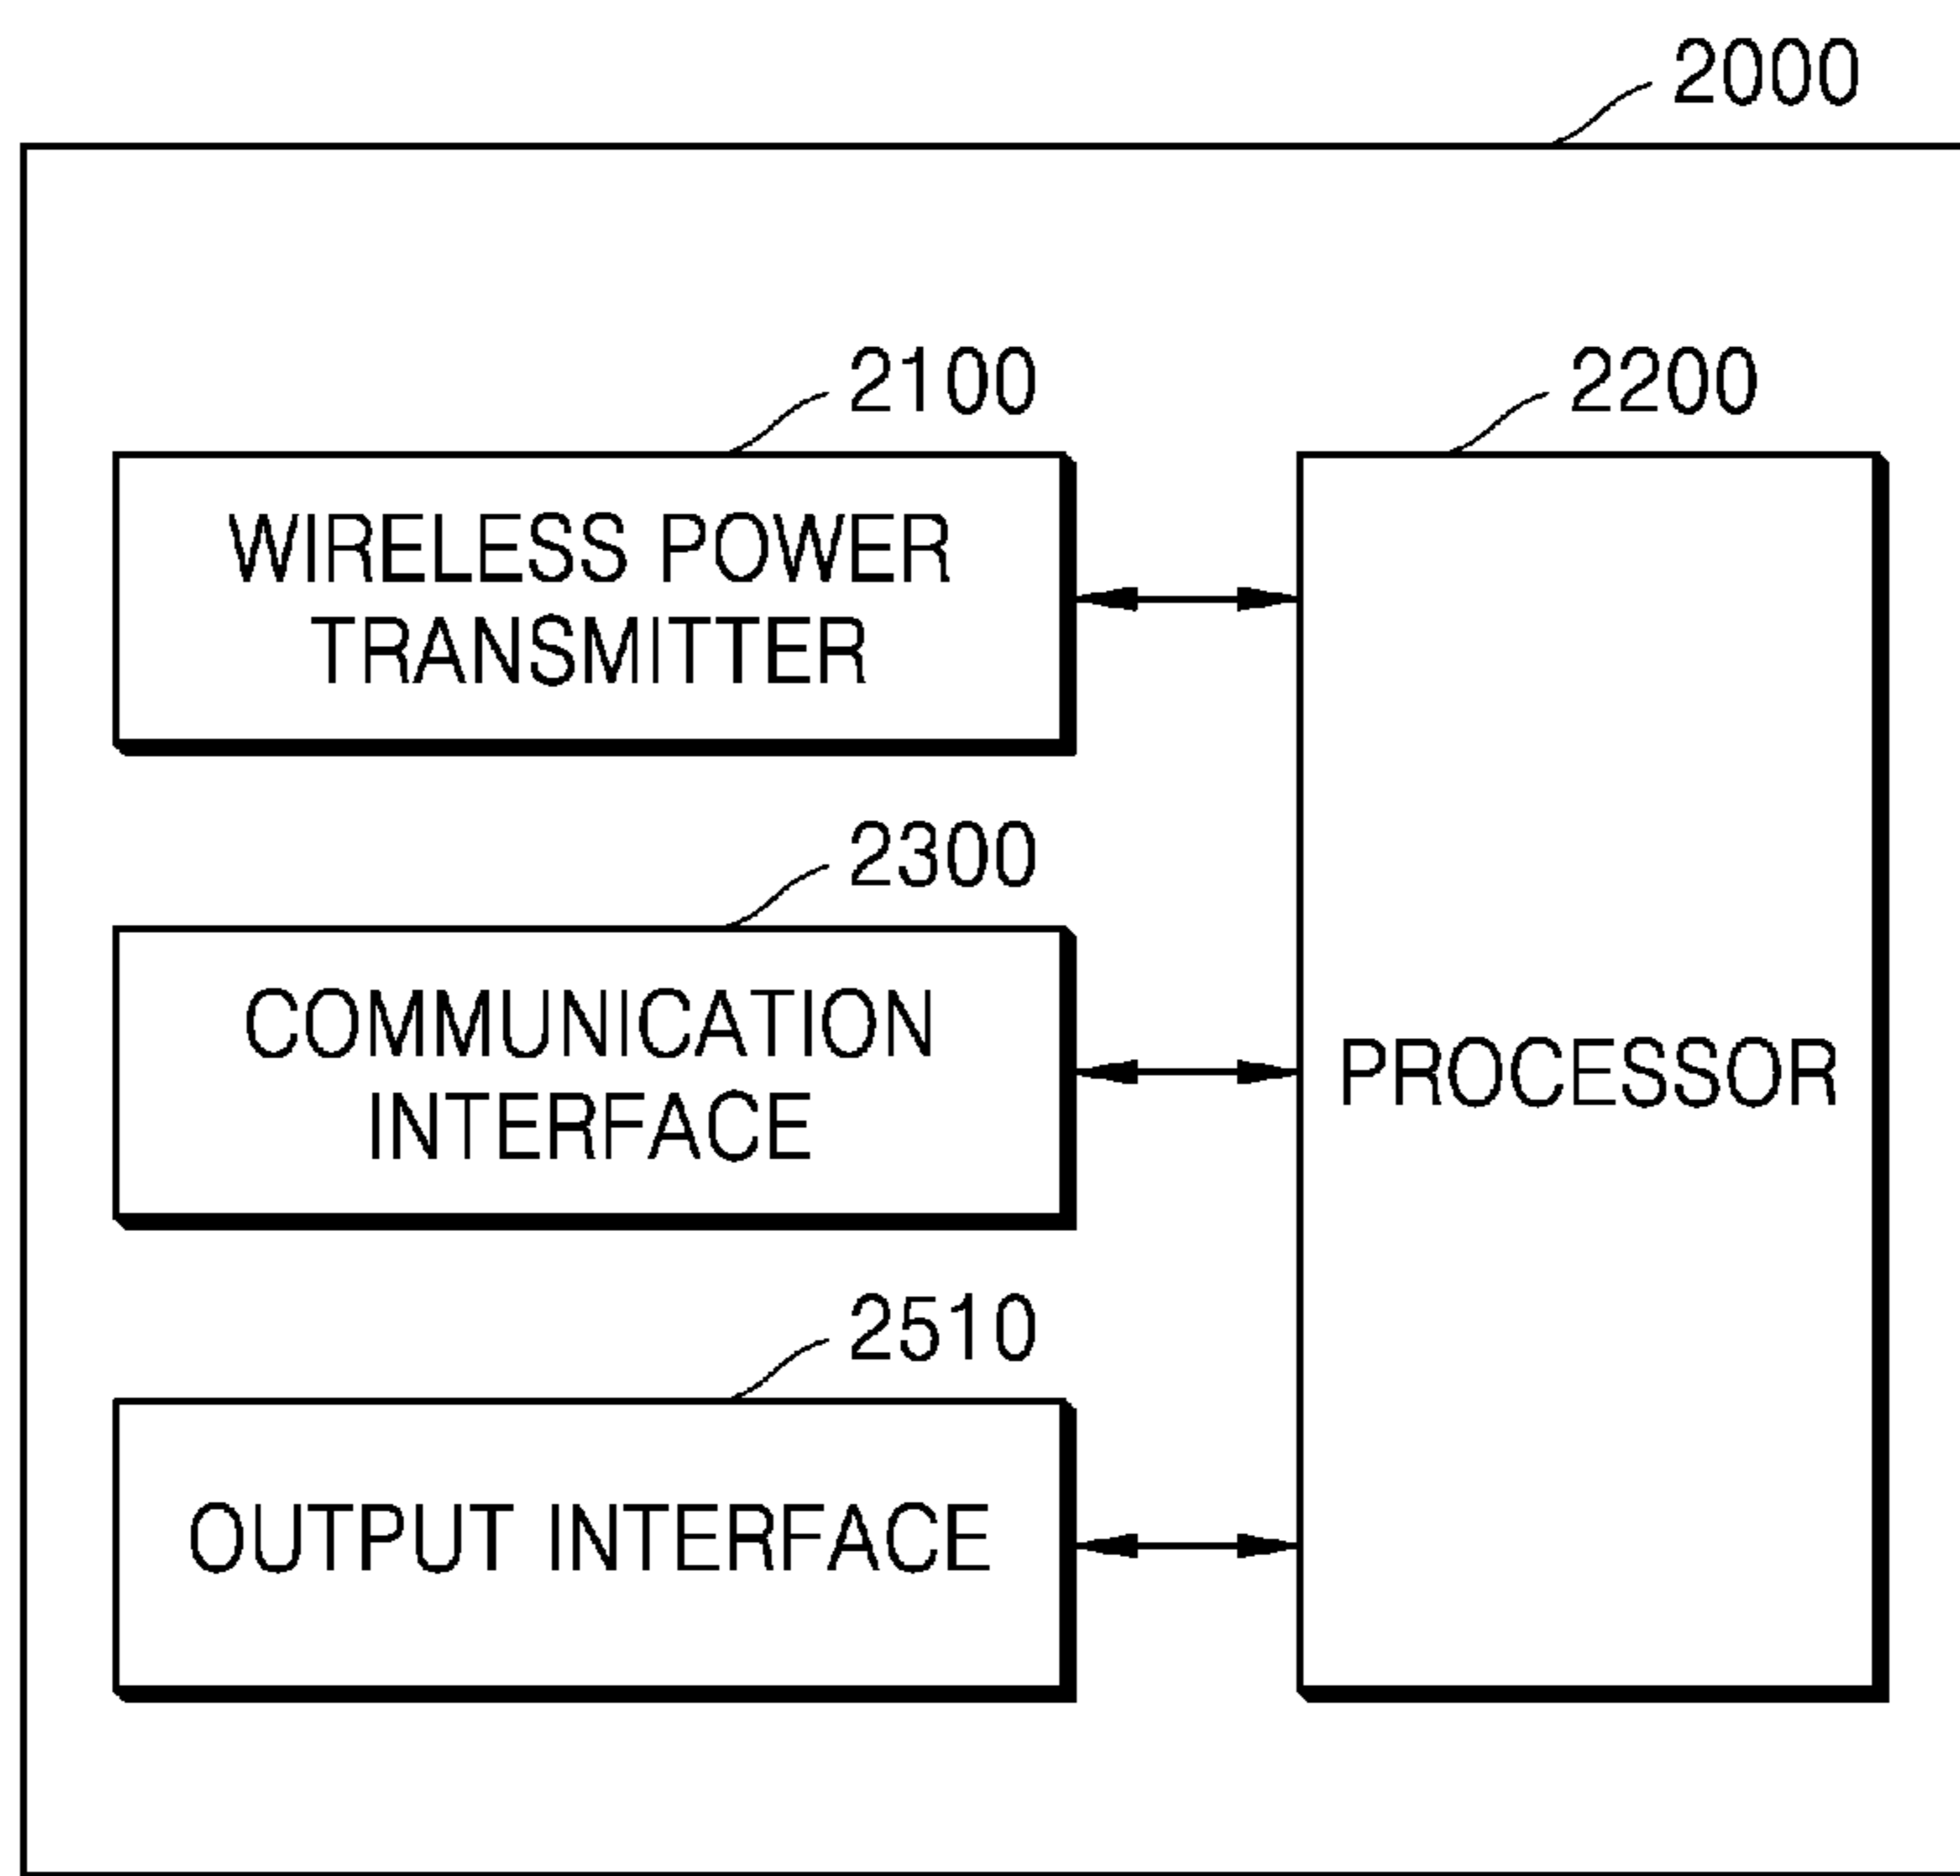 2000
2100
2200
WIRELESS POWER
TRANSMITTER
2300
COMMUNICATION
INTERFACE
PROCESSOR
2510
OUTPUT INTERFACE